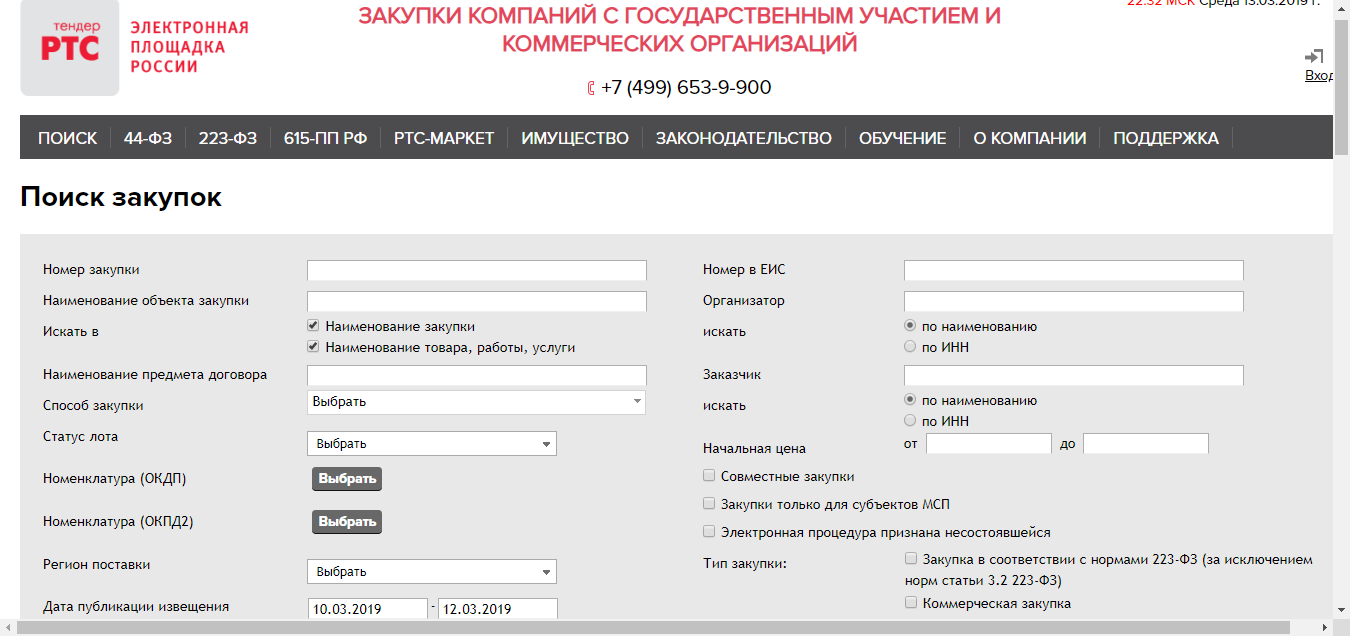 22:32 МСК Среда 13.03.2019 г.
тендер
РТС
ЭЛЕКТРОННАЯ
ПЛОЩАДКА
РОССИИ
ЗАКУПКИ КОМПАНИЙ С ГОСУДАРСТВЕННЫМ УЧАСТИЕМ И
КОММЕРЧЕСКИХ ОРГАНИЗАЦИЙ
+7 (499) 653-9-900
Вход
ПОИСК 44-ФЗ 223-ФЗ 615-ПП РФ РТС-МАРКЕТ ИМУЩЕСТВО ЗАКОНОДАТЕЛЬСТВО ОБУЧЕНИЕ О КОМПАНИИ ПОДДЕРЖКА
Поиск закупок
Номер закупки
Наименование объекта закупки
Искать в
Наименование закупки
Наименование товара, работы, услуги
Наименование предмета договора
Способ закупки Выбрать
Статус лота Выбрать
Номенклатура (ОКДП) Выбрать
Номенклатура (ОКПД2) Выбрать
Регион поставки Выбрать
Дата публикации извещения 10.03.2019 - 12.03.2019
Номер в ЕИС
Организатор
искать
по наименованию
по ИНН
Заказчик
искать
по наименованию
по ИНН
Начальная цена от до
Совместные закупки
Закупки только для субъектов МСП
Электронная процедура признана несостоявшейся
Тип закупки:
Закупка в соответствии с нормами 223-ФЗ (за исключением
норм статьи 3.2 223-ФЗ)
Коммерческая закупка